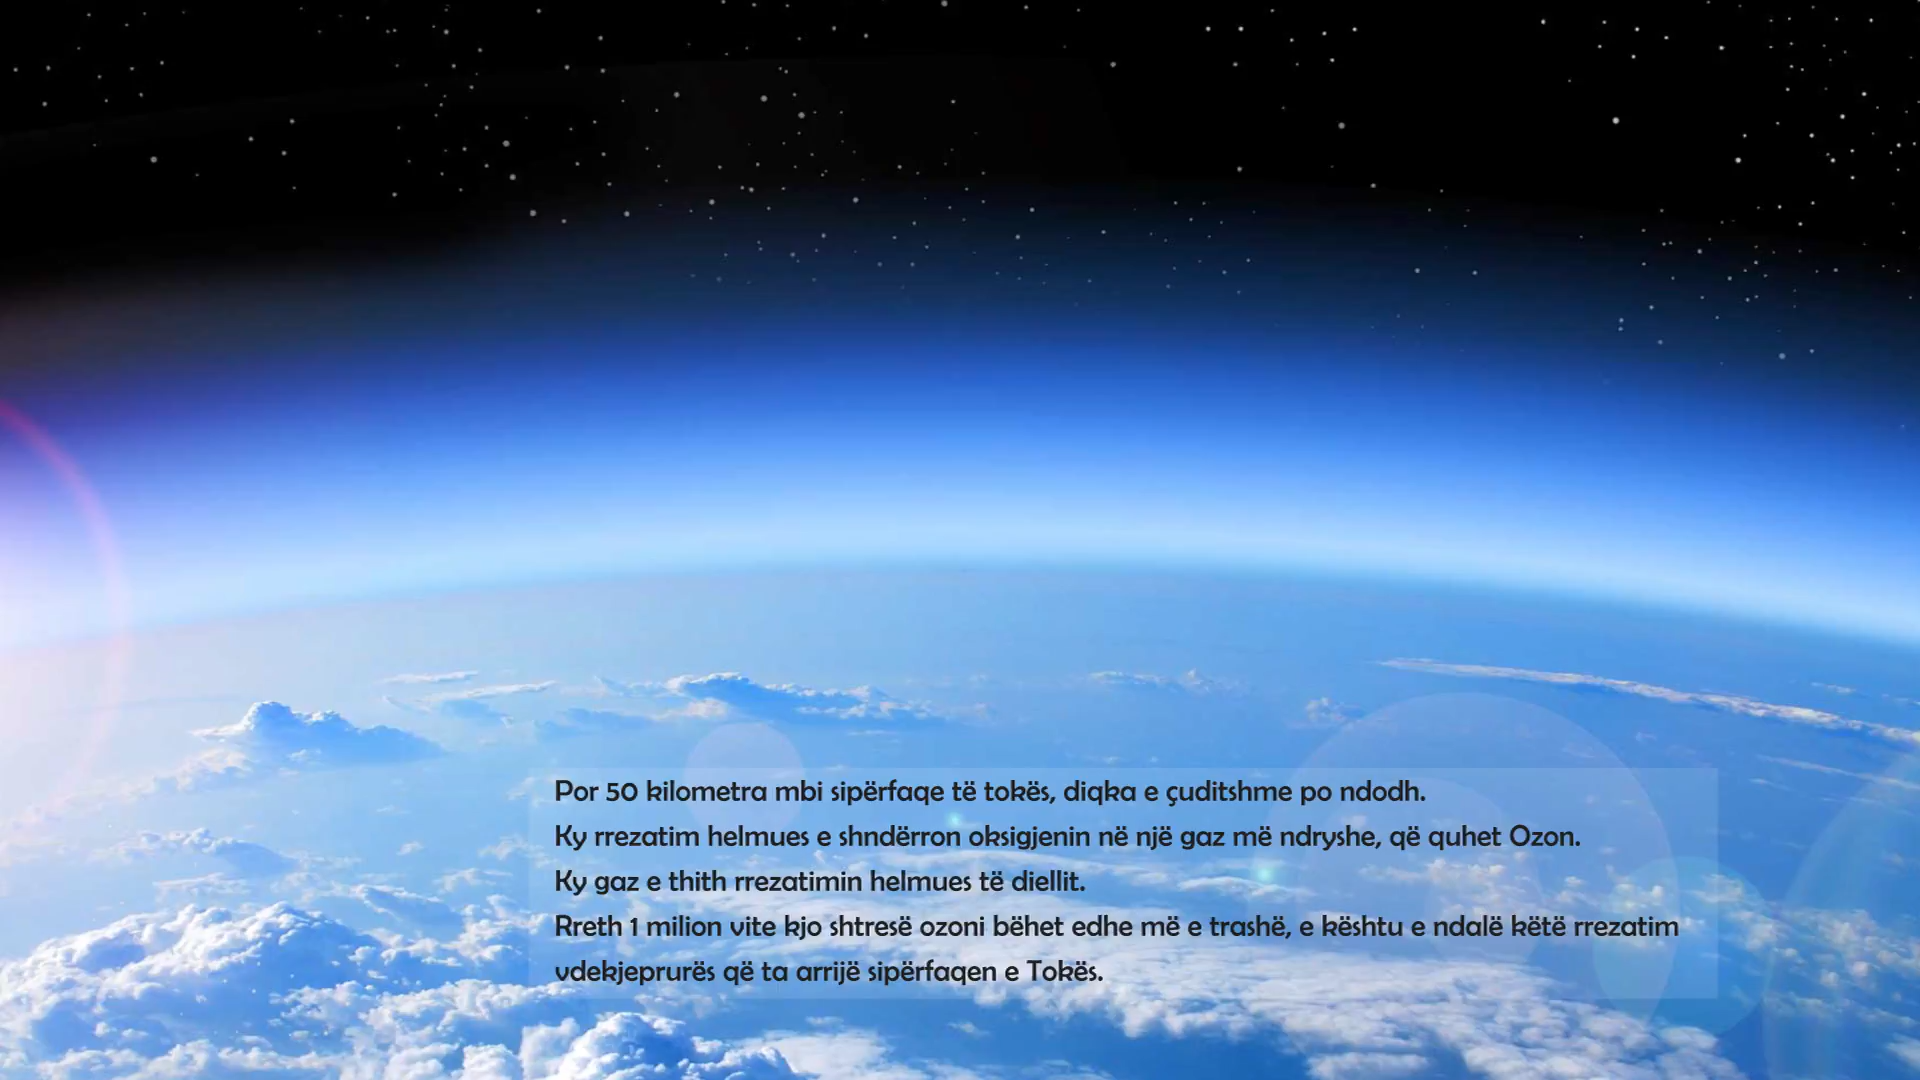 Por 50 kilometra mbi sipërfaqe të tokës, diqka e çuditshme po ndodh.
Ky rrezatim helmues e shndërron oksigjenin në një gaz më ndryshe, që quhet Ozon.
Ky gaz e thith rrezatimin helmues të diellit.
Rreth 1 milion vite kjo shtresë ozoni bëhet edhe më e trashë, e kështu e ndalë këtë rrezatim
vdekjeprurës që ta arrijë sipërfaqen e Tokës.